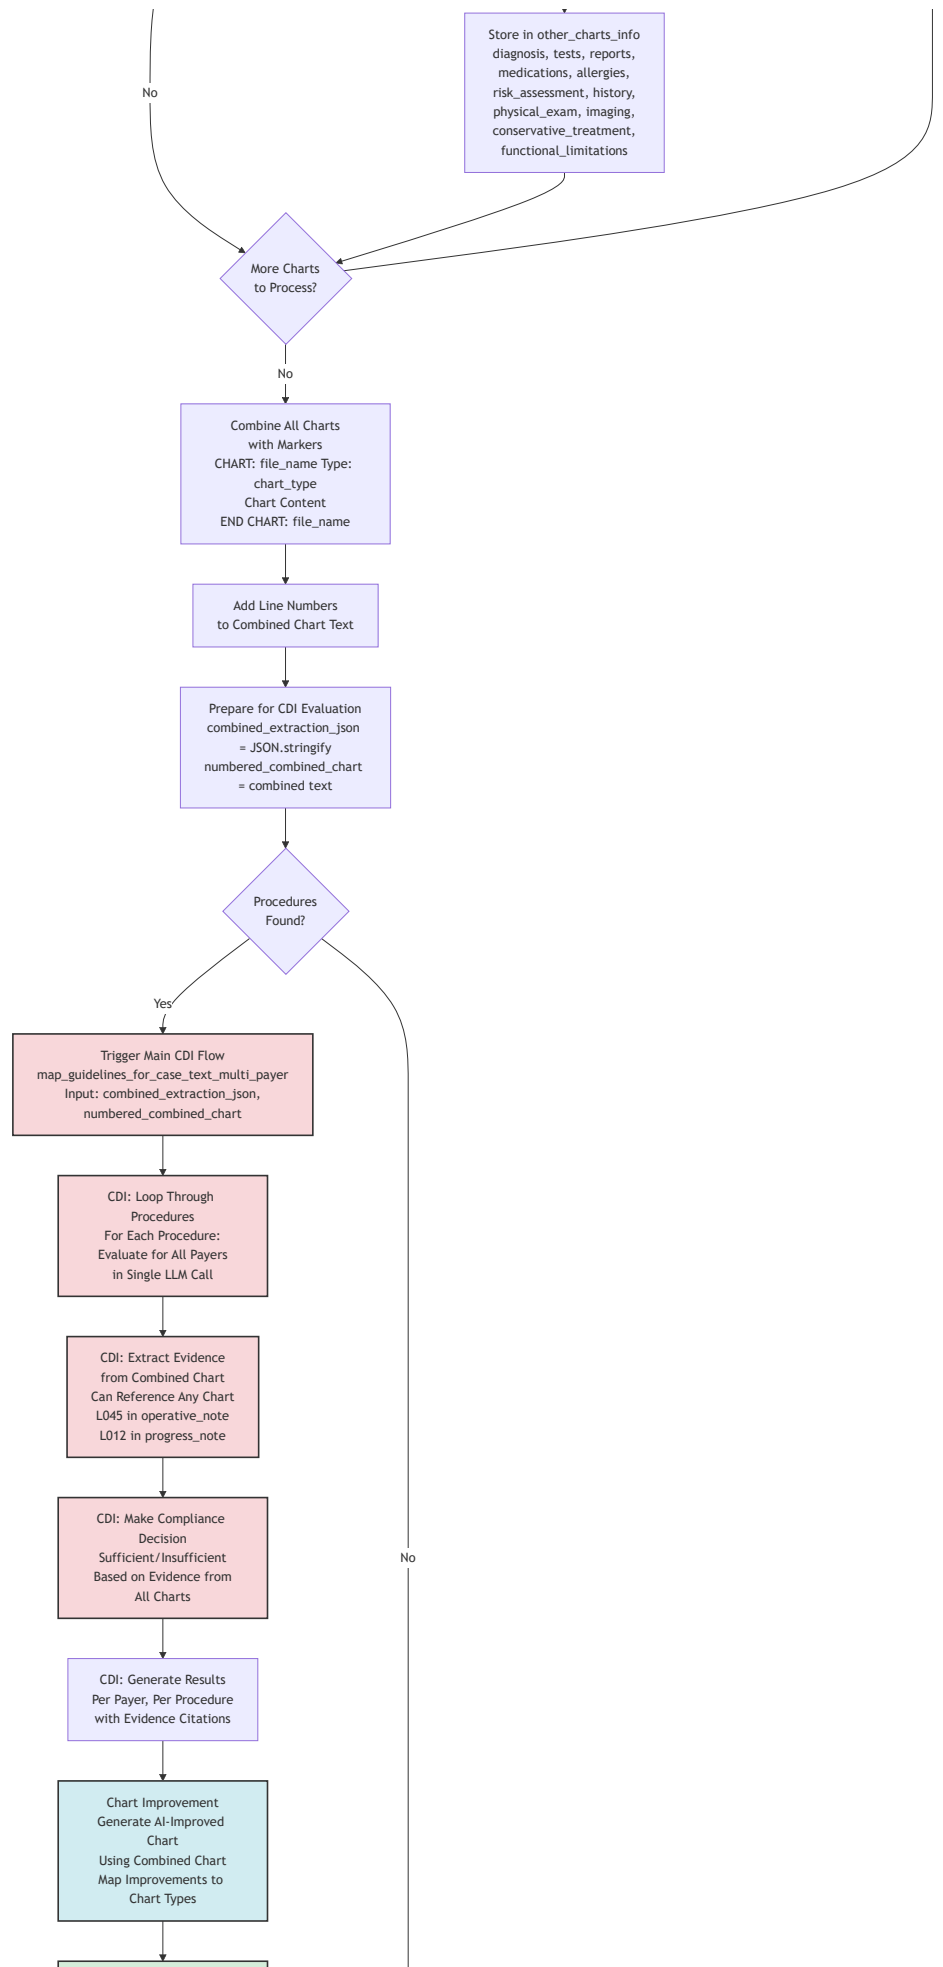 Store in other_charts_info
diagnosis, tests, reports,
medications, allergies,
risk_assessment, history,
physical_exam, imaging,
conservative_treatment,
functional_limitations
No
More Charts
to Process?
No
Combine All Charts
with Markers
CHART: file_name Type:
chart_type
Chart Content
END CHART: file_name
Add Line Numbers
to Combined Chart Text
Prepare for CDI Evaluation
combined_extraction_json
= JSON.stringify
numbered_combined_chart
= combined text
Procedures
Found?
Yes
Trigger Main CDI Flow
map_guidelines_for_case_text_multi_payer
Input: combined_extraction_json,
numbered_combined_chart
CDI: Loop Through
Procedures
For Each Procedure:
Evaluate for All Payers
in Single LLM Call
CDI: Extract Evidence
from Combined Chart
Can Reference Any Chart
L045 in operative_note
L012 in progress_note
CDI: Make Compliance
Decision
Sufficient/Insufficient
Based on Evidence from
All Charts
No
CDI: Generate Results
Per Payer, Per Procedure
with Evidence Citations
Chart Improvement
Generate AI-Improved
Chart
Using Combined Chart
Map Improvements to
Chart Types